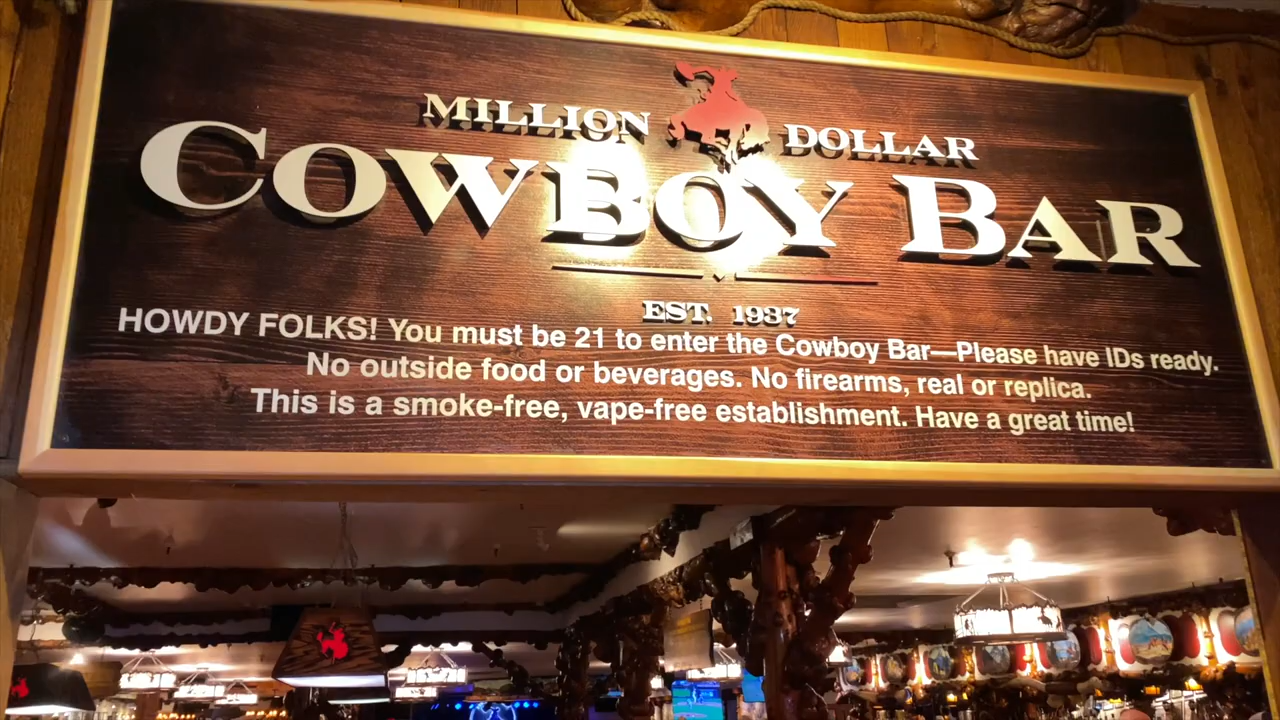 MILLION DOLLAR
COWBOY BAR
EST. 1937
HOWDY FOLKS! You must be 21 to enter the Cowboy Bar—Please have IDs ready.
No outside food or beverages. No firearms, real or replica.
This is a smoke-free, vape-free establishment. Have a great time!